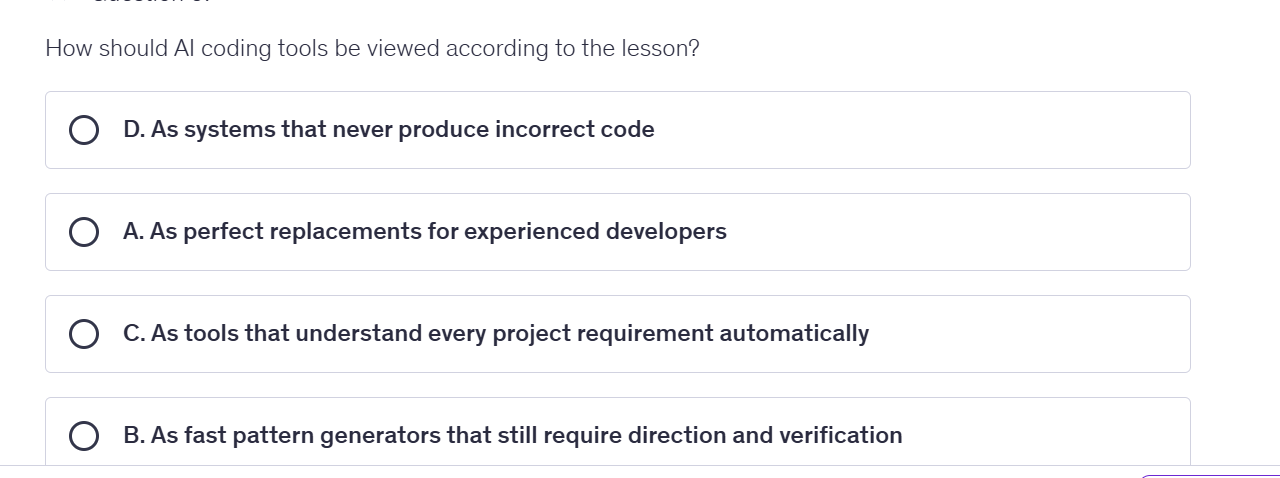 How should AI coding tools be viewed according to the lesson?
D. As systems that never produce incorrect code
A. As perfect replacements for experienced developers
C. As tools that understand every project requirement automatically
B. As fast pattern generators that still require direction and verification